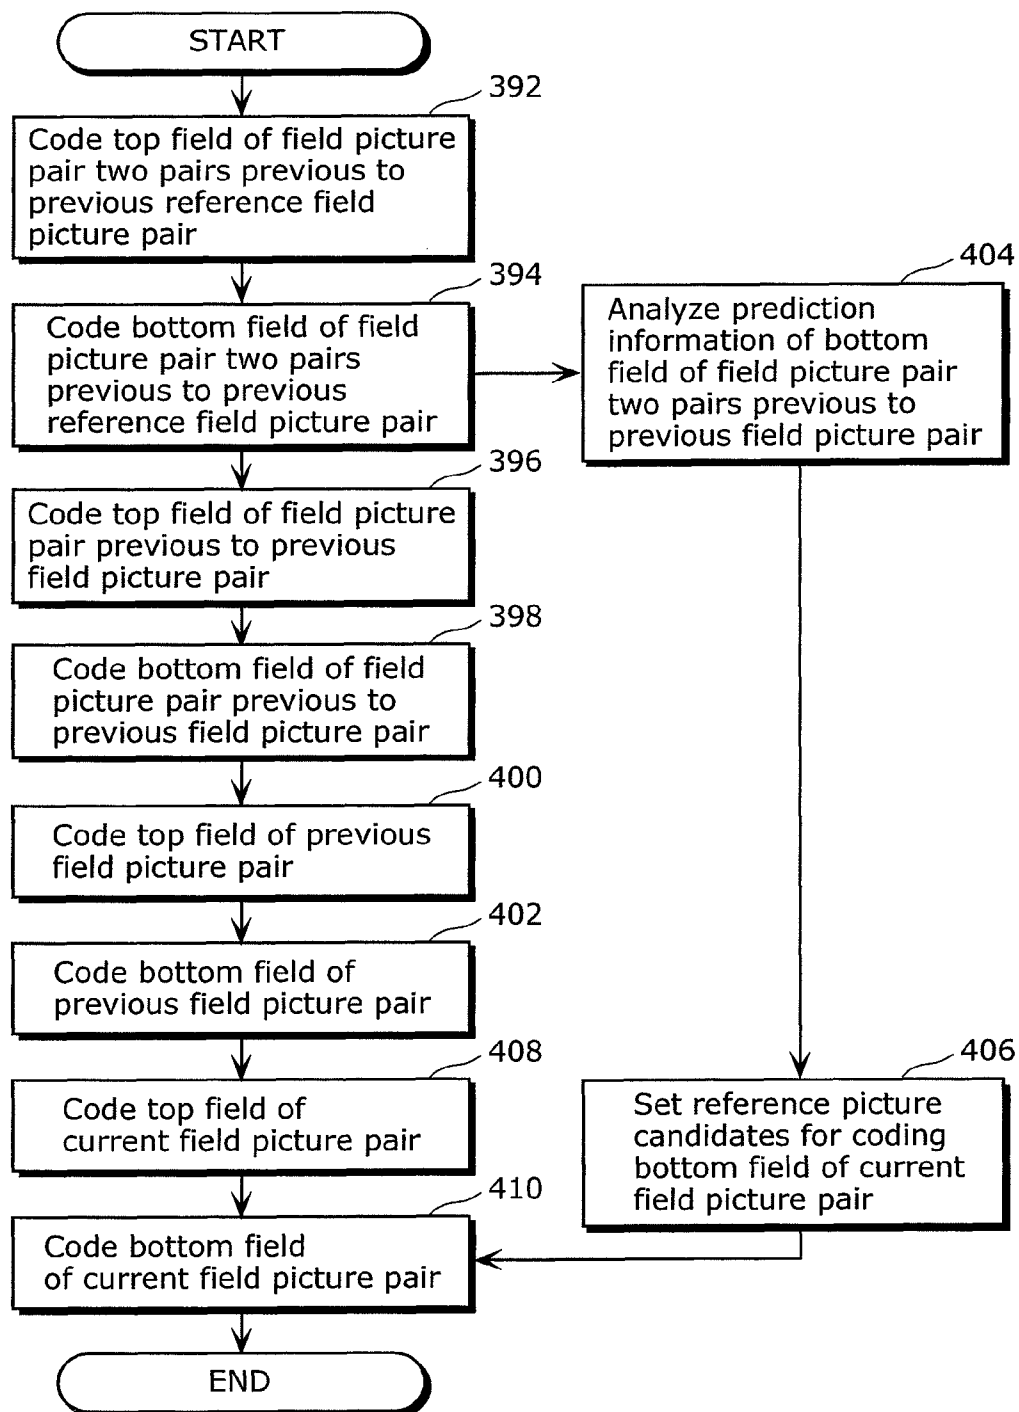 START
392
Code top field of field picture
pair two pairs previous to
previous reference field
picture pair
394
Code bottom field of field
picture pair two pairs
previous to previous
reference field picture pair
404
Analyze prediction
information of bottom
field of field picture pair
two pairs previous to
previous field picture pair
396
Code top field of field picture
pair previous to previous
field picture pair
398
Code bottom field of field
picture pair previous to
previous field picture pair
400
Code top field of previous
field picture pair
402
Code bottom field of
previous field picture pair
408
Code top field of
current field picture pair
406
Set reference picture
candidates for coding
bottom field of current
field picture pair
410
Code bottom field
of current field picture pair
END